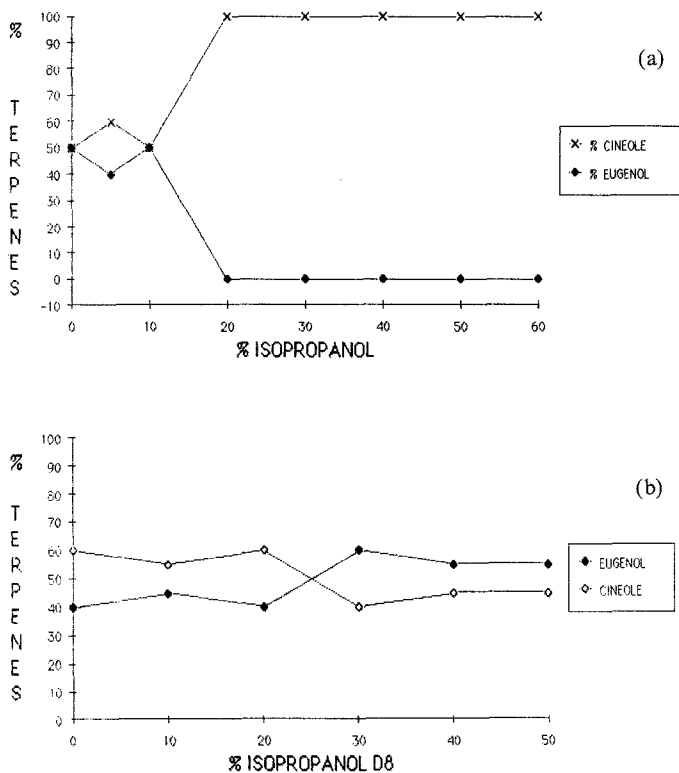 %
100
90
80
70
60
50
40
30
20
10
0
-10
T
E
R
P
E
N
E
S
0 10 20 30 40 50 60
% ISOPROPANOL
(a)
% CINEOLE
% EUGENOL
%
100
90
80
70
60
50
40
30
20
10
0
T
E
R
P
E
N
E
S
0 10 20 30 40 50
% ISOPROPANOL D8
(b)
EUGENOL
CINEOLE